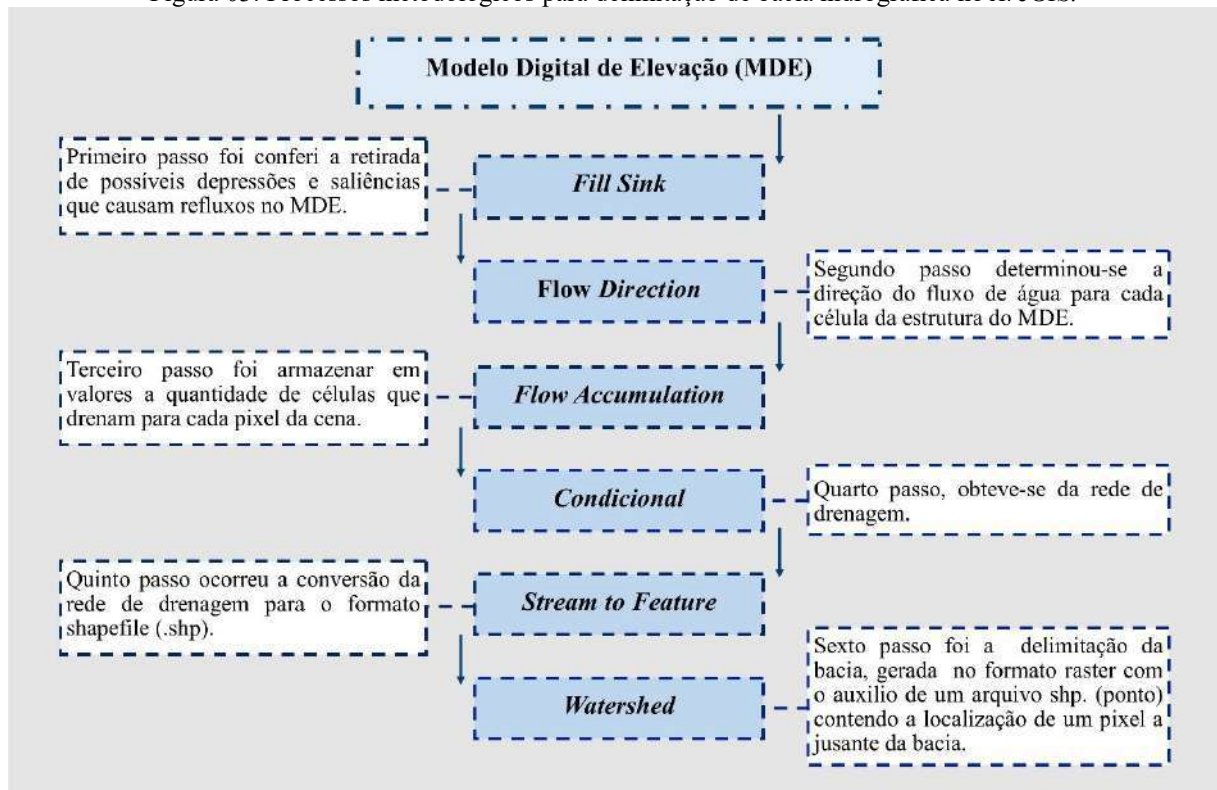 Modelo Digital de Elevação (MDE)
Primeiro passo foi conferi a retirada
de possíveis depressões e saliências
que causam refluxos no MDE.
Fill Sink
Flow Direction
Segundo passo determinou-se a
direção do fluxo de água para cada
célula da estrutura do MDE.
Terceiro passo foi armazenar em
valores a quantidade de células que
drenam para cada pixel da cena.
Flow Accumulation
Condicional
Quarto passo, obteve-se da rede de
drenagem.
Quinto passo ocorreu a conversão da
rede de drenagem para o formato
shapefile (.shp).
Stream to Feature
Watershed
Sexto passo foi a delimitação da
bacia, gerada no formato raster com
o auxilio de um arquivo shp. (ponto)
contendo a localização de um pixel a
jusante da bacia.